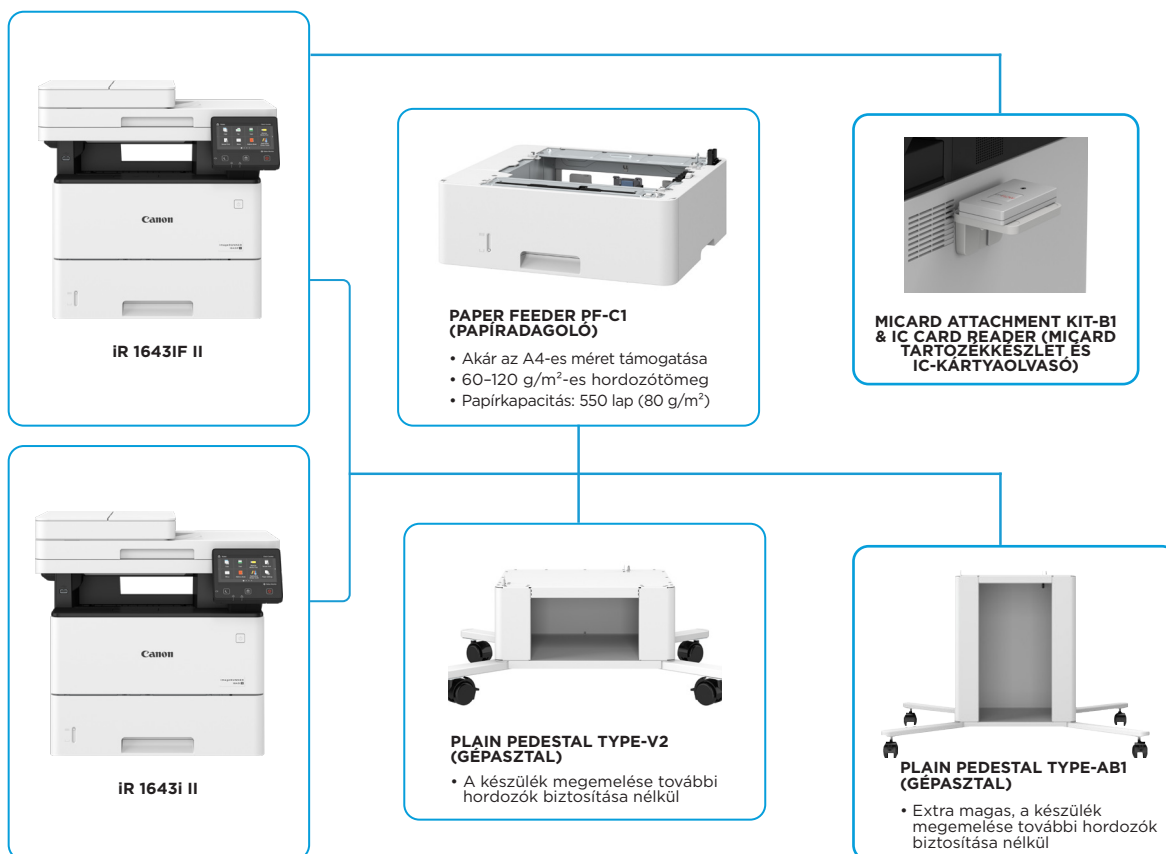 Canon
iR 1643IF II
PAPER FEEDER PF-C1
(PAPÍRADAGOLÓ)
• Akár az A4-es méret támogatása
• 60–120 g/m²-es hordozótömeg
• Papírkapacitás: 550 lap (80 g/m²)
MICARD ATTACHMENT KIT-B1
& IC CARD READER (MICARD
TARTOZÉKKÉSZLET ÉS
IC-KÁRTYAOLVASÓ)
Canon
iR 1643i II
PLAIN PEDESTAL TYPE-V2
(GÉPASZTAL)
• A készülék megemelése további
hordozók biztosítása nélkül
PLAIN PEDESTAL TYPE-AB1
(GÉPASZTAL)
• Extra magas, a készülék
megemelése további hordozók
biztosítása nélkül